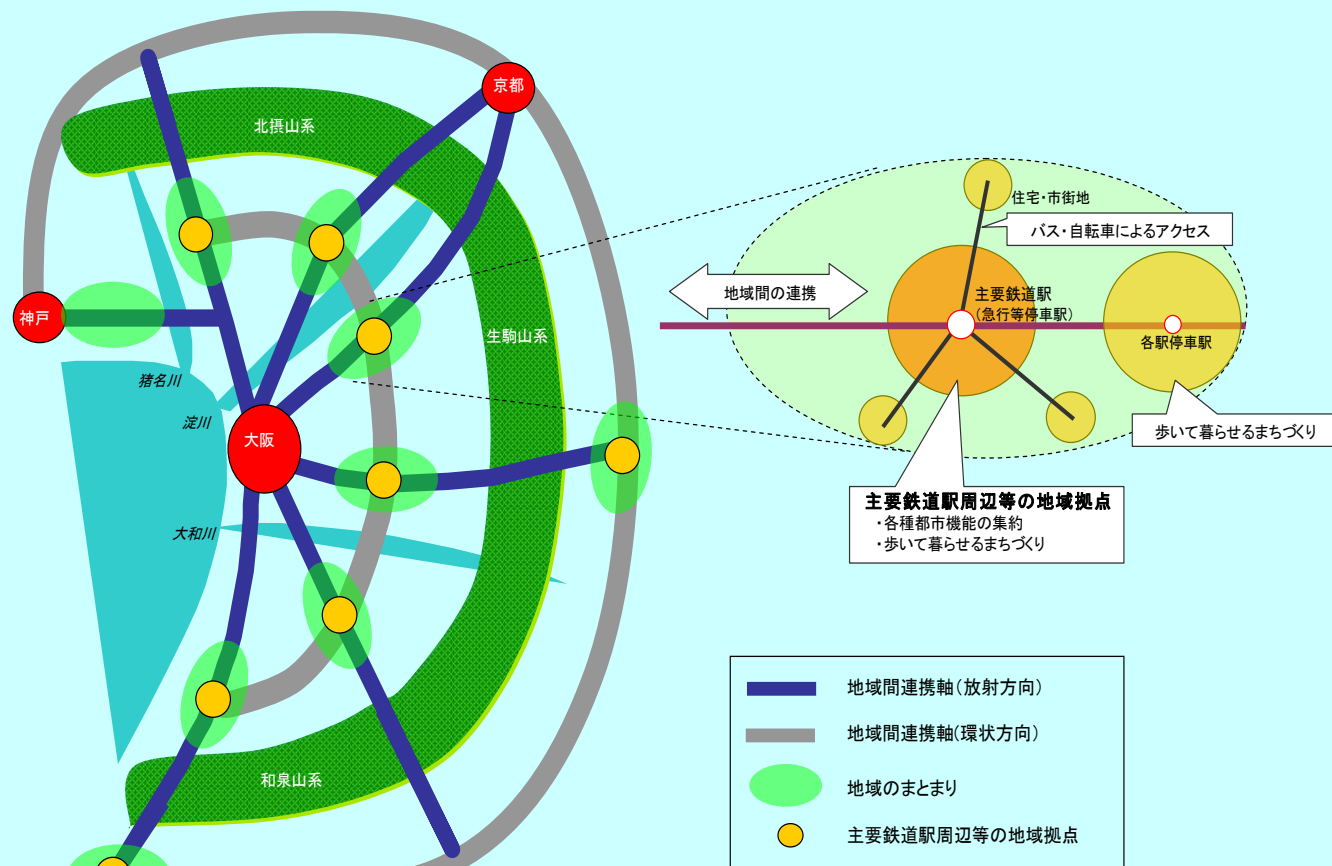 京都
北摂山系
神戸
生駒山系
猪名川
淀川
大阪
大和川
和泉山系
住宅・市街地
バス・自転車によるアクセス
地域間の連携
主要鉄道駅
(急行等停車駅)
各駅停車駅
歩いて暮らせるまちづくり
主要鉄道駅周辺等の地域拠点
・各種都市機能の集約
・歩いて暮らせるまちづくり
地域間連携軸(放射方向)
地域間連携軸(環状方向)
地域のまとまり
主要鉄道駅周辺等の地域拠点